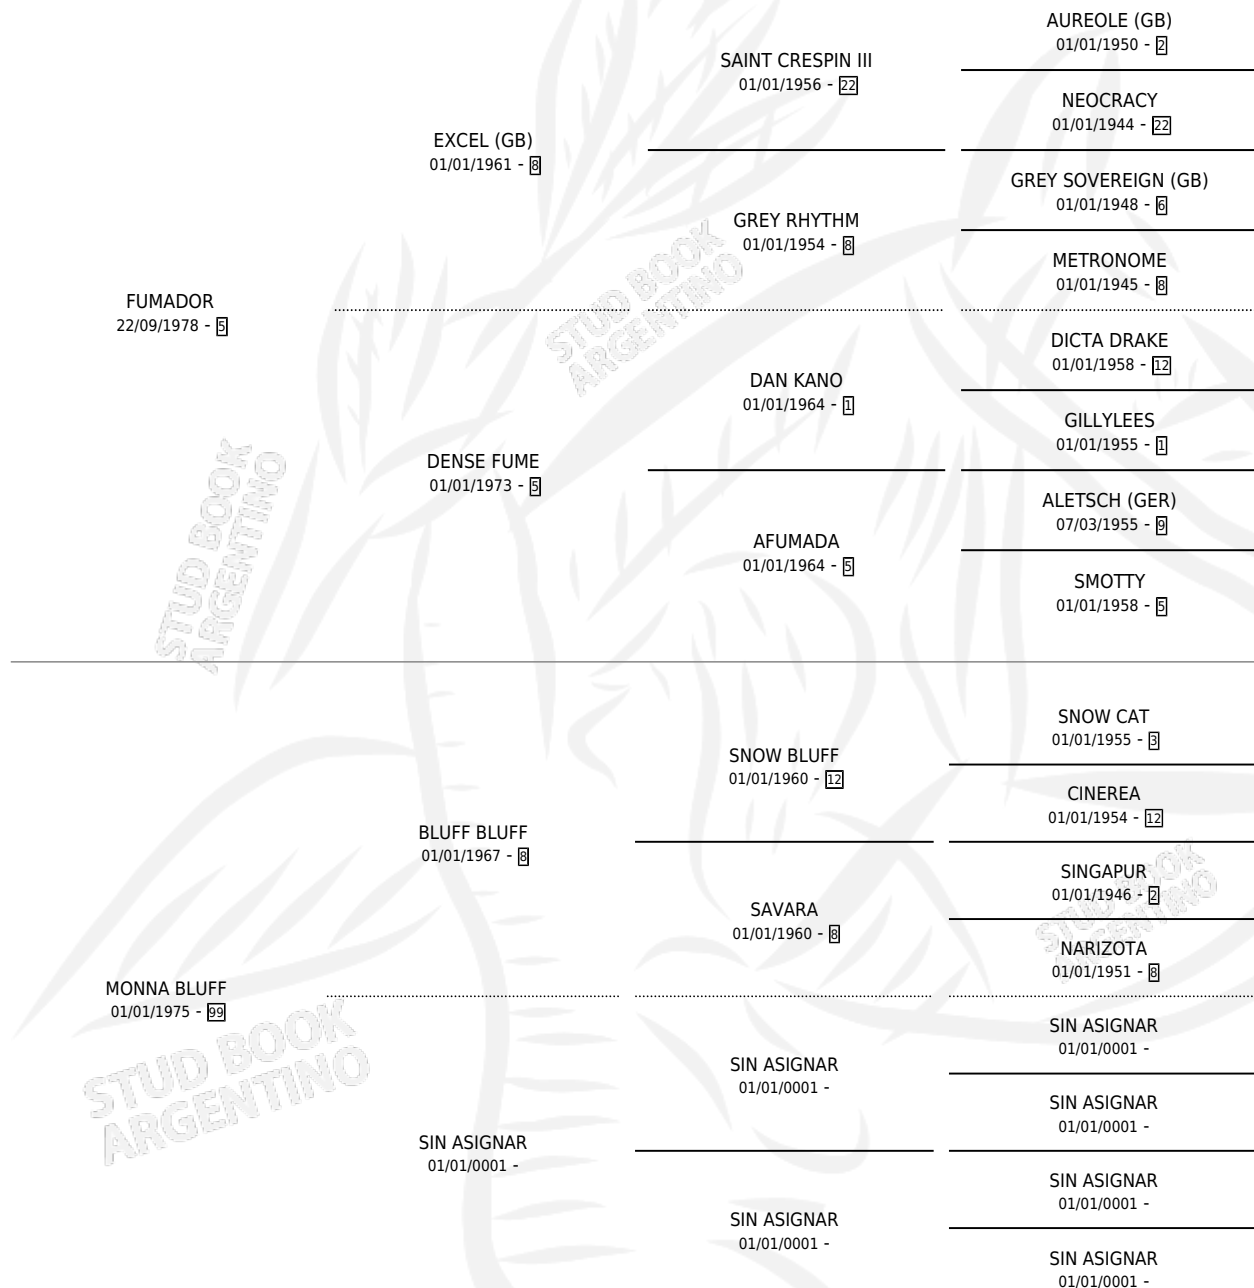 AUREOLE (GB)
01/01/1950 - 2
SAINT CRESPIN III
01/01/1956 - 22
NEOCRACY
01/01/1944 - 22
EXCEL (GB)
01/01/1961 - 8
GREY SOVEREIGN (GB)
01/01/1948 - 6
GREY RHYTHM
01/01/1954 - 8
METRONOME
01/01/1945 - 8
FUMADOR
22/09/1978 - 5
DICTA DRAKE
01/01/1958 - 12
DAN KANO
01/01/1964 - 1
GILLYLEES
01/01/1955 - 1
DENSE FUME
01/01/1973 - 5
ALETSCH (GER)
07/03/1955 - 9
AFUMADA
01/01/1964 - 5
SMOTTY
01/01/1958 - 5
STUD BOOK
ARGENTINO
STUD BOOK
ARGENTINO
SNOW CAT
01/01/1955 - 3
SNOW BLUFF
01/01/1960 - 12
CINEREA
01/01/1954 - 12
BLUFF BLUFF
01/01/1967 - 8
SINGAPUR
01/01/1946 - 2
SAVARA
01/01/1960 - 8
NARIZOTA
01/01/1951 - 8
STUD BOOK
ARGENTINO
MONNA BLUFF
01/01/1975 - 99
SIN ASIGNAR
01/01/0001 -
SIN ASIGNAR
01/01/0001 -
SIN ASIGNAR
01/01/0001 -
SIN ASIGNAR
01/01/0001 -
SIN ASIGNAR
01/01/0001 -
SIN ASIGNAR
01/01/0001 -
SIN ASIGNAR
01/01/0001 -
STUD BOOK
ARGENTINO